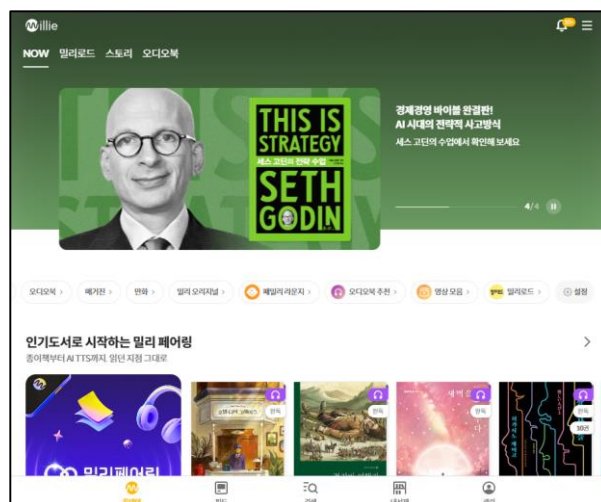 willie
NOW 밀리로드 스토리 오디오북
THIS IS
STRATEGY
세스 고딘의 전략 수업
SETH
GODIN
경제경영 바이블 완결판!
AI 시대의 전략적 사고방식
세스 고딘의 수업에서 확인해 보세요
4/4
오디오북
매거진
만화
밀리 오리지널
패밀리 라운지
오디오북 추천
영상 모음
밀리로드
설정
인기도서로 시작하는 밀리 페어링
종이책부터 AI TTS까지, 읽던 지점 그대로
밀리페어링
완독
완독
완독
완독
10만